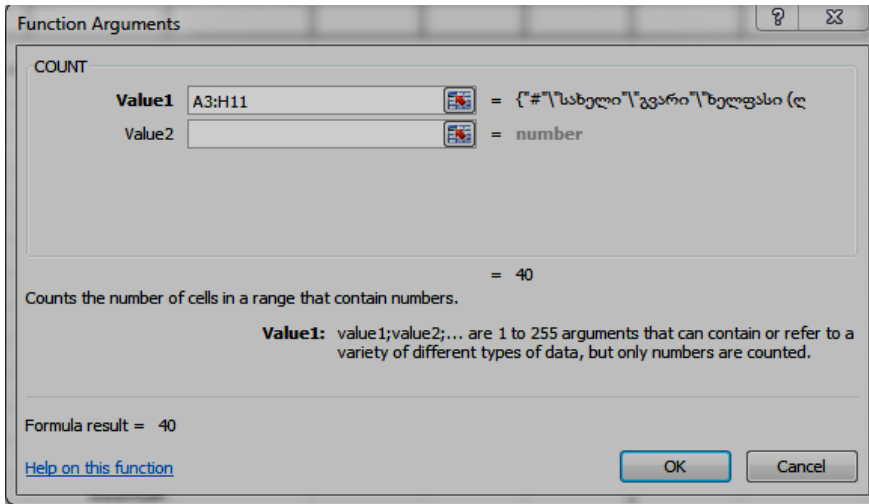 Function Arguments
COUNT
Value1 A3:H11 = {"#"\"სახელი"\"გვარი"\"ხელფასი (ღ
Value2 = number
= 40
Counts the number of cells in a range that contain numbers.
Value1: value1;value2;... are 1 to 255 arguments that can contain or refer to a
variety of different types of data, but only numbers are counted.
Formula result = 40
Help on this function
OK Cancel